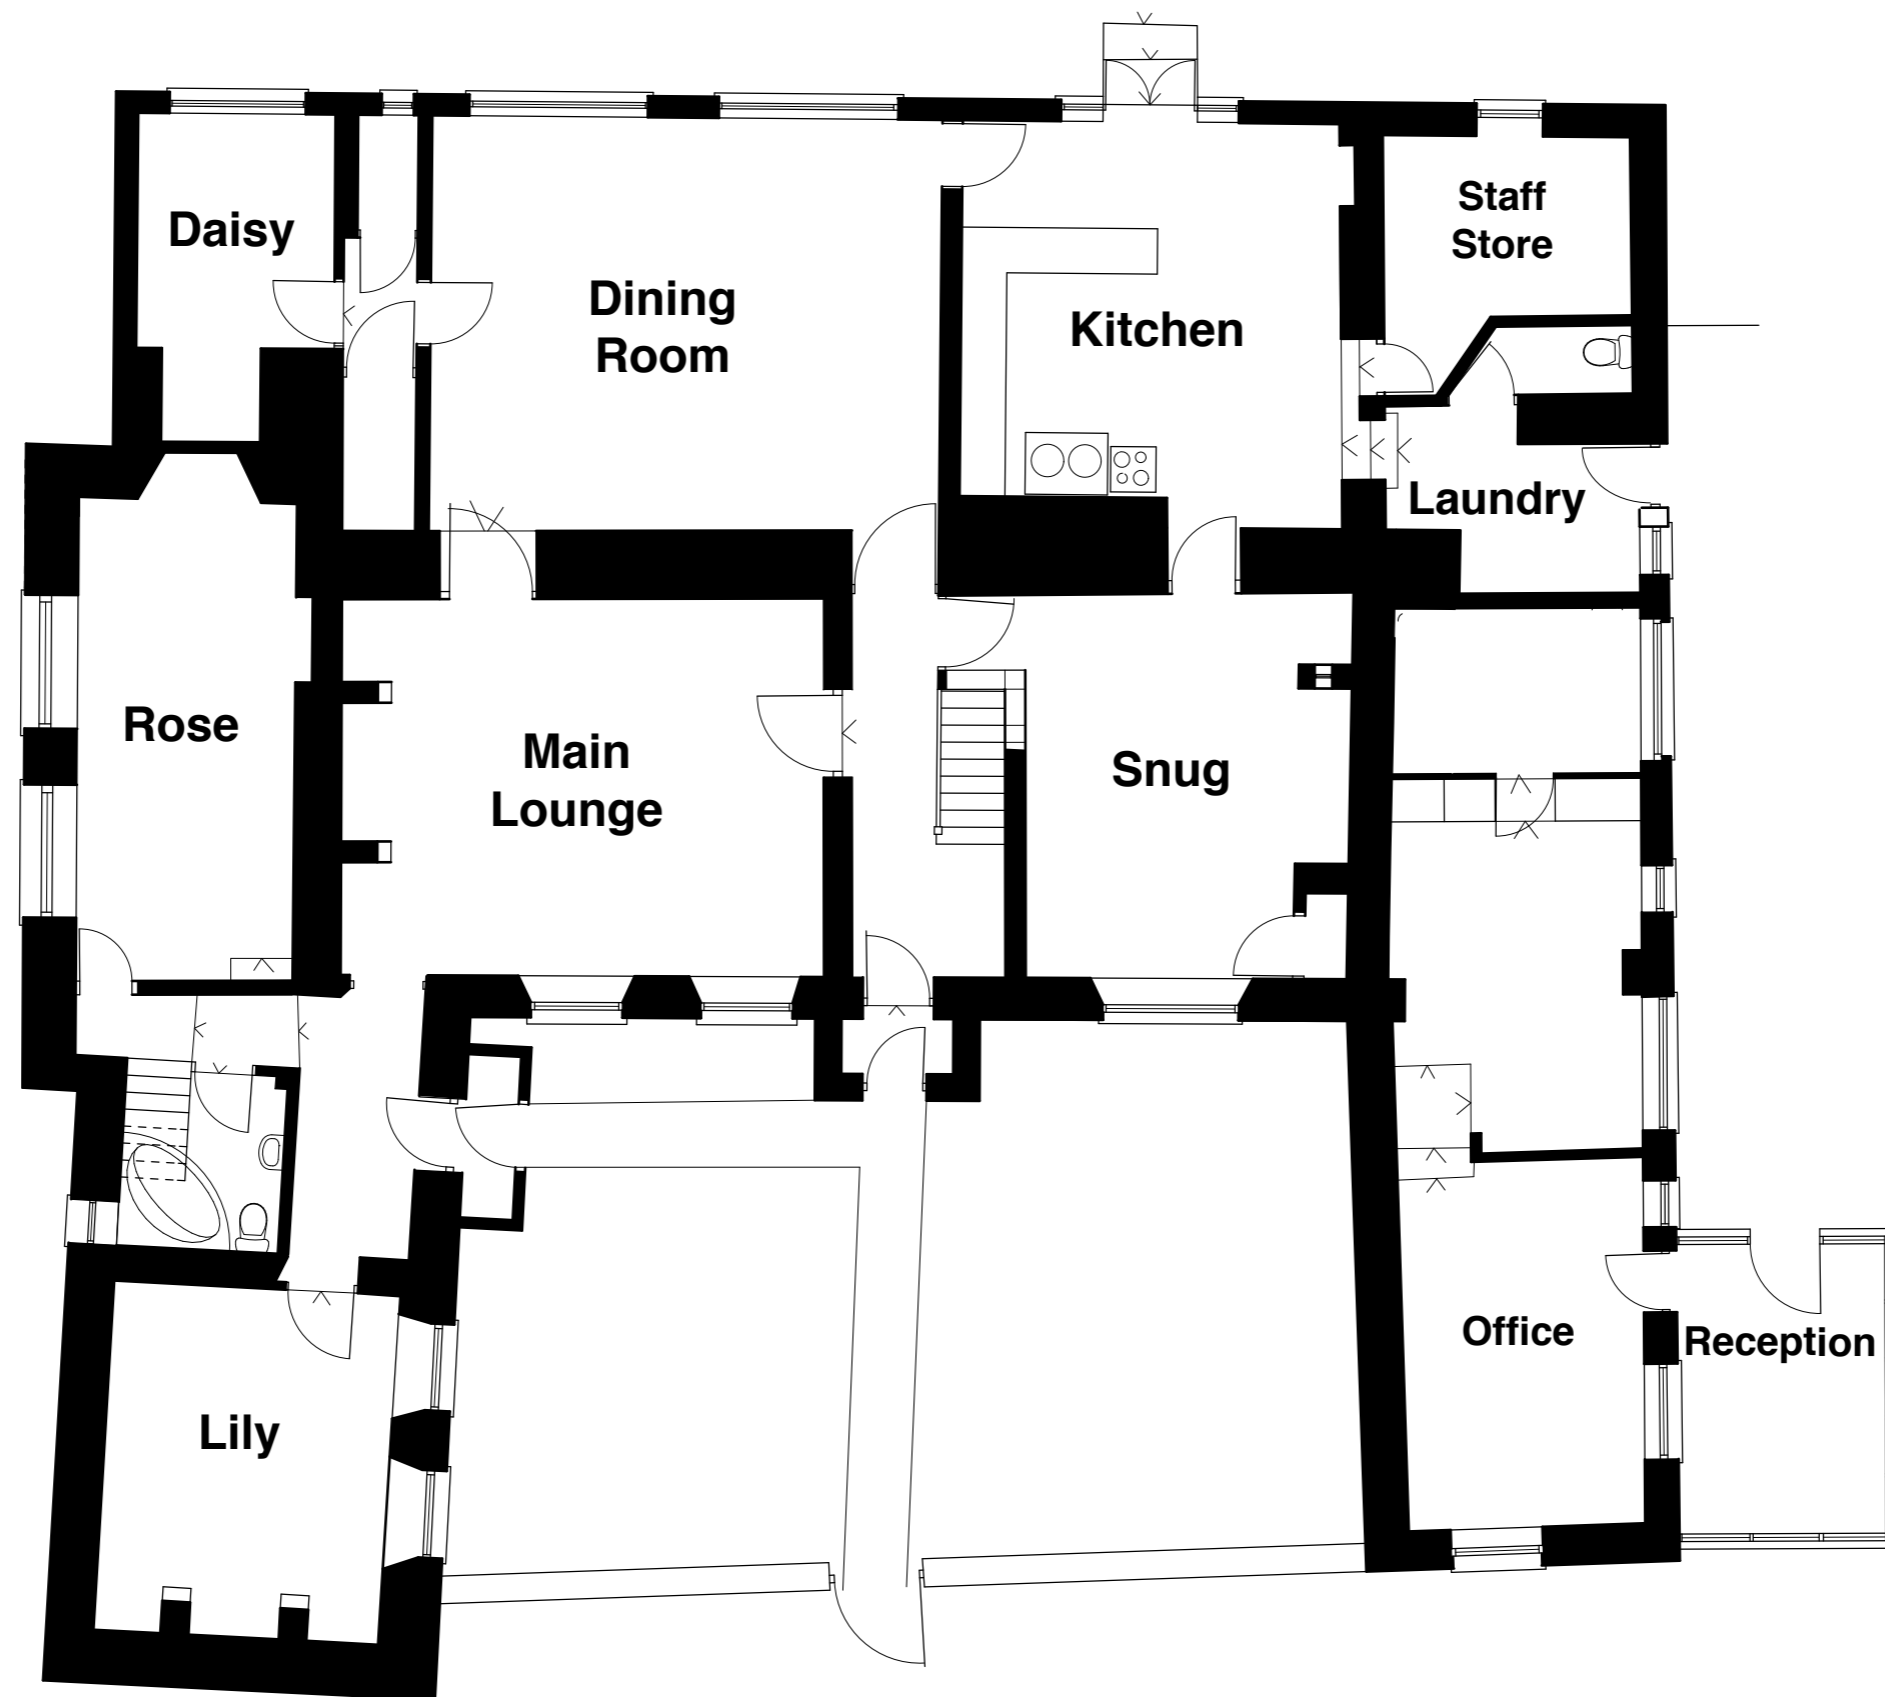 Daisy
Dining
Room
Kitchen
Staff
Store
Laundry
Rose
Main
Lounge
Snug
Office
Reception
Lily